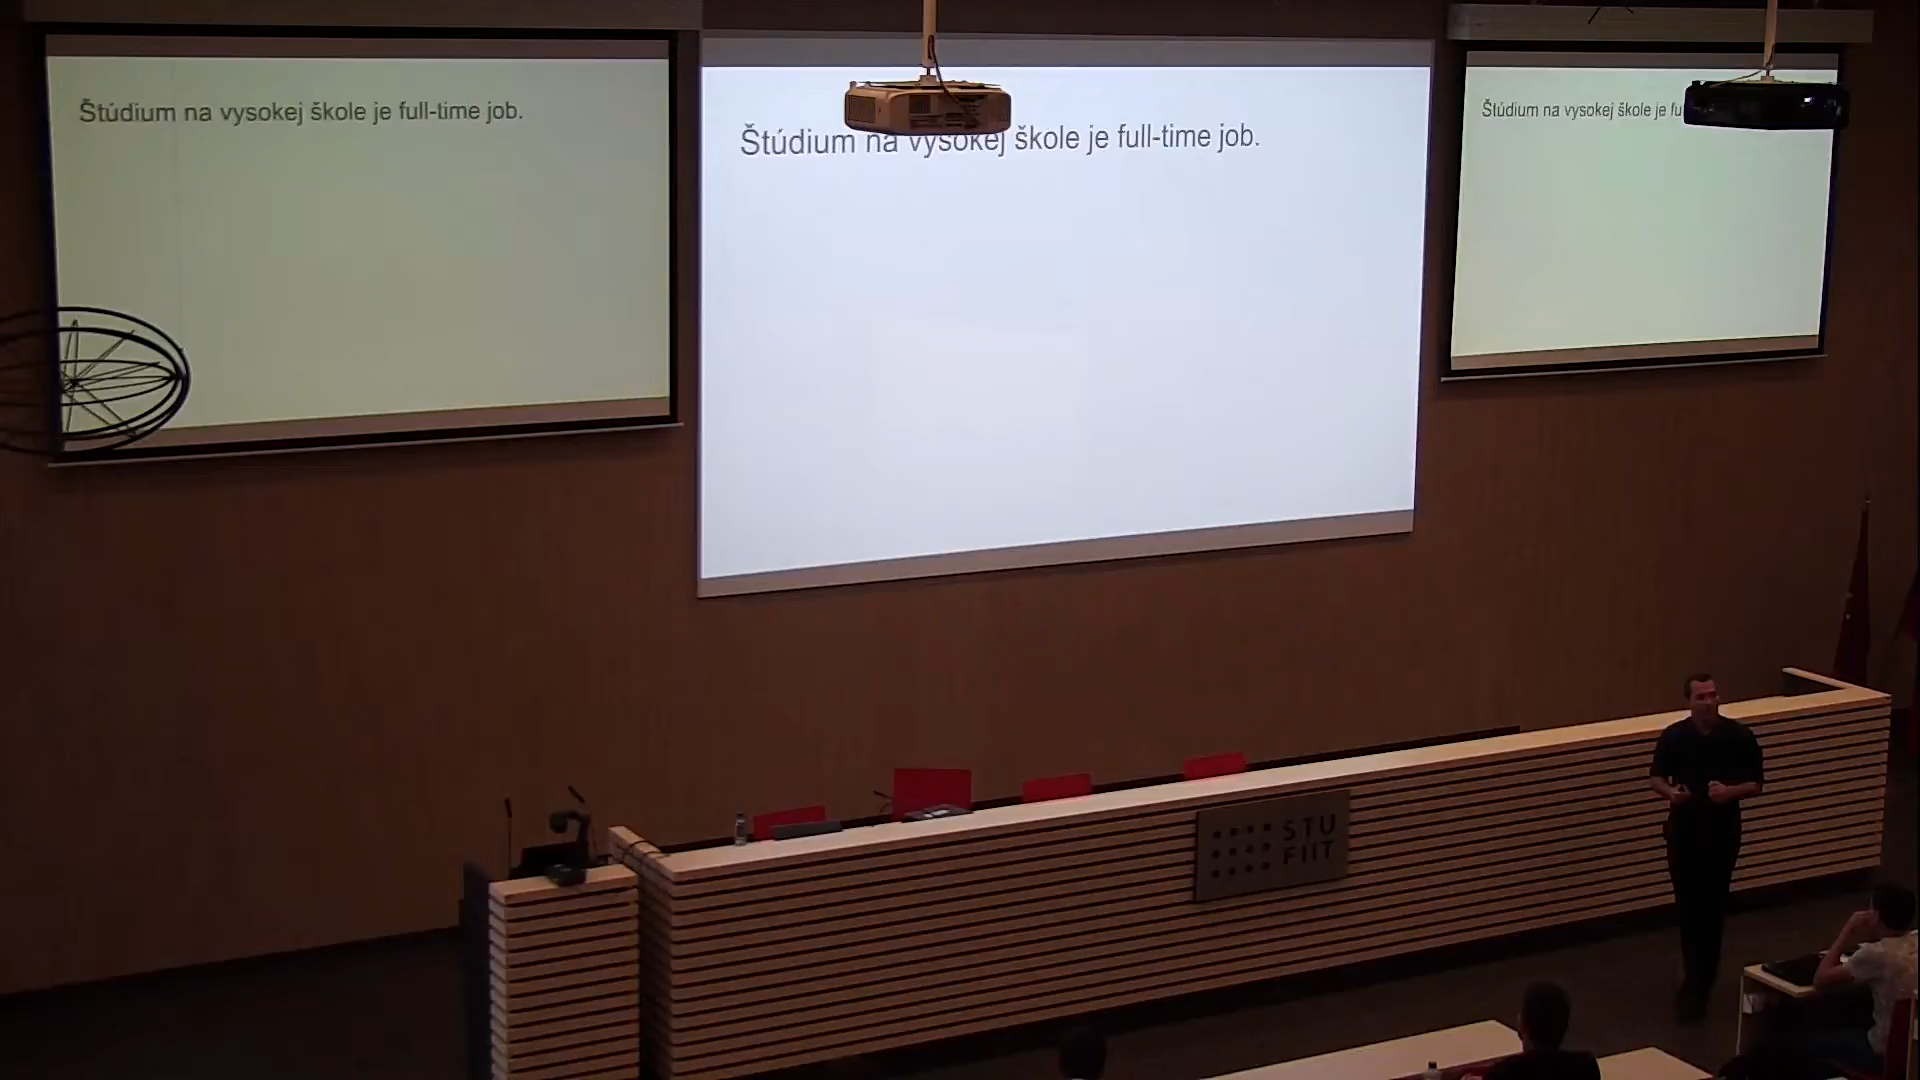 Štúdium na vysokej škole je full-time job.
Štúdium na vysokej škole je full-time job.
Štúdium na vysokej škole je fu
STU
FIIT